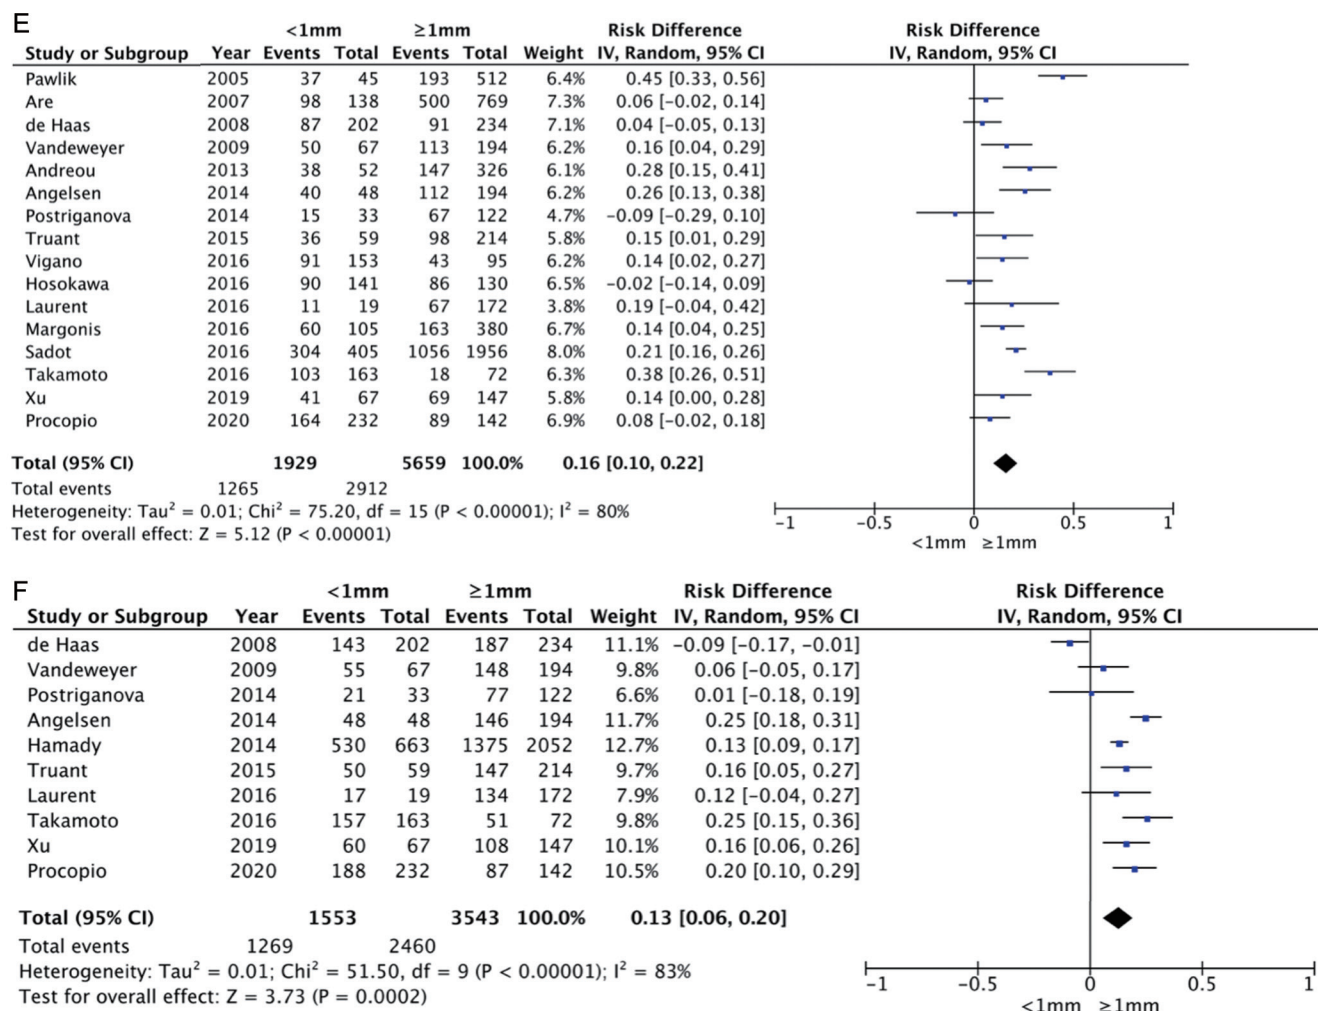 E
<1mm ≥1mm Risk Difference Risk Difference
Study or Subgroup Year Events Total Events Total Weight IV, Random, 95% CI IV, Random, 95% CI
Pawlik 2005 37 45 193 512 6.4% 0.45 [0.33, 0.56]
Are 2007 98 138 500 769 7.3% 0.06 [−0.02, 0.14]
de Haas 2008 87 202 91 234 7.1% 0.04 [−0.05, 0.13]
Vandeweyer 2009 50 67 113 194 6.2% 0.16 [0.04, 0.29]
Andreou 2013 38 52 147 326 6.1% 0.28 [0.15, 0.41]
Angelsen 2014 40 48 112 194 6.2% 0.26 [0.13, 0.38]
Postriganova 2014 15 33 67 122 4.7% −0.09 [−0.29, 0.10]
Truant 2015 36 59 98 214 5.8% 0.15 [0.01, 0.29]
Vigano 2016 91 153 43 95 6.2% 0.14 [0.02, 0.27]
Hosokawa 2016 90 141 86 130 6.5% −0.02 [−0.14, 0.09]
Laurent 2016 11 19 67 172 3.8% 0.19 [−0.04, 0.42]
Margonis 2016 60 105 163 380 6.7% 0.14 [0.04, 0.25]
Sadot 2016 304 405 1056 1956 8.0% 0.21 [0.16, 0.26]
Takamoto 2016 103 163 18 72 6.3% 0.38 [0.26, 0.51]
Xu 2019 41 67 69 147 5.8% 0.14 [0.00, 0.28]
Procopio 2020 164 232 89 142 6.9% 0.08 [−0.02, 0.18]
Total (95% CI) 1929 5659 100.0% 0.16 [0.10, 0.22]
Total events 1265 2912
Heterogeneity: Tau² = 0.01; Chi² = 75.20, df = 15 (P < 0.00001); I² = 80%
Test for overall effect: Z = 5.12 (P < 0.00001)
−1 −0.5 0 0.5 1
<1mm ≥1mm
F
<1mm ≥1mm Risk Difference Risk Difference
Study or Subgroup Year Events Total Events Total Weight IV, Random, 95% CI IV, Random, 95% CI
de Haas 2008 143 202 187 234 11.1% −0.09 [−0.17, −0.01]
Vandeweyer 2009 55 67 148 194 9.8% 0.06 [−0.05, 0.17]
Postriganova 2014 21 33 77 122 6.6% 0.01 [−0.18, 0.19]
Angelsen 2014 48 48 146 194 11.7% 0.25 [0.18, 0.31]
Hamady 2014 530 663 1375 2052 12.7% 0.13 [0.09, 0.17]
Truant 2015 50 59 147 214 9.7% 0.16 [0.05, 0.27]
Laurent 2016 17 19 134 172 7.9% 0.12 [−0.04, 0.27]
Takamoto 2016 157 163 51 72 9.8% 0.25 [0.15, 0.36]
Xu 2019 60 67 108 147 10.1% 0.16 [0.06, 0.26]
Procopio 2020 188 232 87 142 10.5% 0.20 [0.10, 0.29]
Total (95% CI) 1553 3543 100.0% 0.13 [0.06, 0.20]
Total events 1269 2460
Heterogeneity: Tau² = 0.01; Chi² = 51.50, df = 9 (P < 0.00001); I² = 83%
Test for overall effect: Z = 3.73 (P = 0.0002)
−1 −0.5 0 0.5 1
<1mm ≥1mm